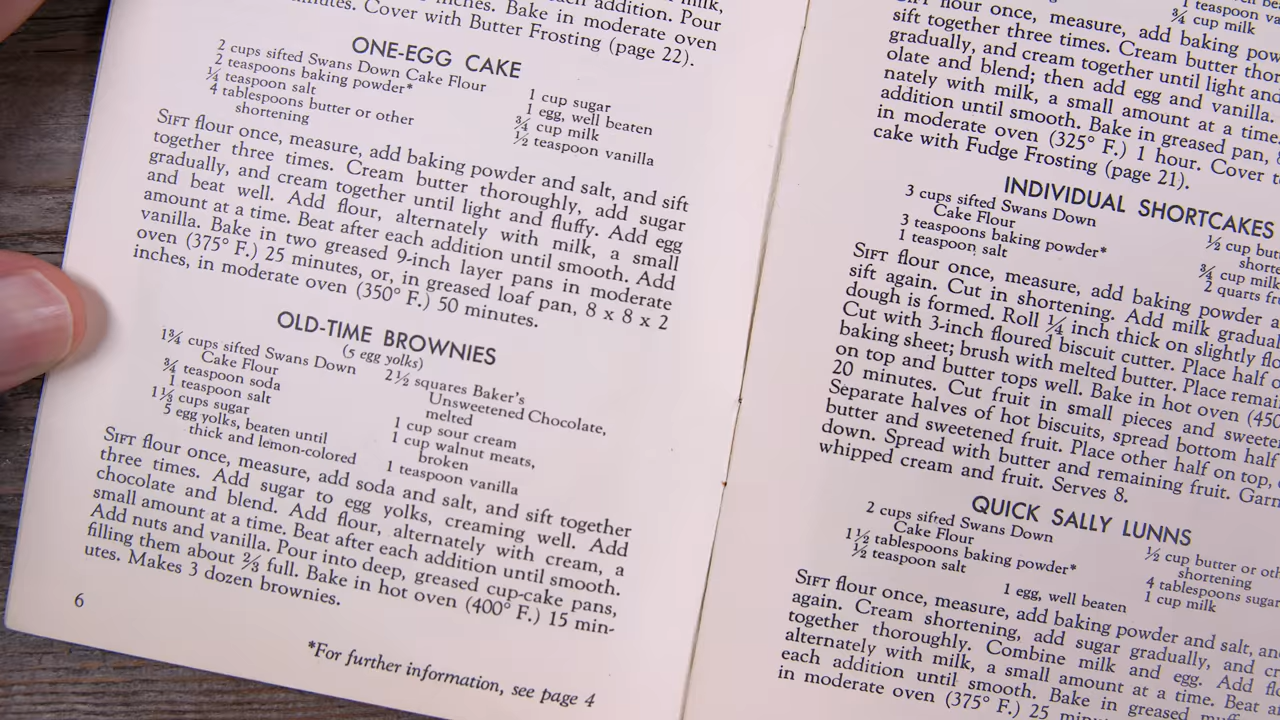 addition. Pour
inches. Bake in moderate oven
minutes. Cover with Butter Frosting (page 22).
ONE-EGG CAKE
2 cups sifted Swans Down Cake Flour
2 teaspoons baking powder*
¼ teaspoon salt
4 tablespoons butter or other
shortening
1 cup sugar
1 egg, well beaten
¾ cup milk
½ teaspoon vanilla
SIFT flour once, measure, add baking powder and salt, and sift
together three times. Cream butter thoroughly, add sugar
gradually, and cream together until light and fluffy. Add egg
and beat well. Add flour, alternately with milk, a small
amount at a time. Beat after each addition until smooth. Add
vanilla. Bake in two greased 9-inch layer pans in moderate
oven (375° F.) 25 minutes, or, in greased loaf pan, 8 x 8 x 2
inches, in moderate oven (350° F.) 50 minutes.
OLD-TIME BROWNIES
(5 egg yolks)
1¾ cups sifted Swans Down
Cake Flour
¾ teaspoon soda
1 teaspoon salt
1⅓ cups sugar
5 egg yolks, beaten until
thick and lemon-colored
2½ squares Baker's
Unsweetened Chocolate,
melted
1 cup sour cream
1 cup walnut meats,
broken
1 teaspoon vanilla
SIFT flour once, measure, add soda and salt, and sift together
three times. Add sugar to egg yolks, creaming well. Add
chocolate and blend. Add flour, alternately with cream, a
small amount at a time. Beat after each addition until smooth.
Add nuts and vanilla. Pour into deep, greased cup-cake pans,
filling them about ⅔ full. Bake in hot oven (400° F.) 15 min-
utes. Makes 3 dozen brownies.
6
*For further information, see page 4
1 teaspoon
¾ cup milk
SIFT flour once, measure, add baking
sift together three times. Cream butter
gradually, and cream together until light and
olate and blend; then add egg and vanilla.
nately with milk, a small amount at a time.
addition until smooth. Bake in greased pan,
in moderate oven (325° F.) 1 hour. Cover
cake with Fudge Frosting (page 21).
INDIVIDUAL SHORTCAKES
3 cups sifted Swans Down
Cake Flour
3 teaspoons baking powder*
1 teaspoon salt
½ cup
¾ cup milk
2 quarts
SIFT flour once, measure, add baking powder
sift again. Cut in shortening. Add milk
dough is formed. Roll ¼ inch thick on slightly
Cut with 3-inch floured biscuit cutter. Place half
baking sheet; brush with melted butter. Place
on top and butter tops well. Bake in hot oven
20 minutes. Cut fruit in small pieces and
Separate halves of hot biscuits, spread bottom half
butter and sweetened fruit. Place other half on top,
down. Spread with butter and remaining fruit.
whipped cream and fruit. Serves 8.
QUICK SALLY LUNNS
2 cups sifted Swans Down
Cake Flour
1½ tablespoons baking powder*
½ teaspoon salt
1 egg, well beaten
½ cup butter or
shortening
4 tablespoons
1 cup milk
SIFT flour once, measure, add baking powder and salt,
again. Cream shortening, add sugar gradually, and
together thoroughly. Combine milk and egg. Add
alternately with milk, a small amount at a time. Beat
each addition until smooth. Bake in greased
in moderate oven (375° F.) 25